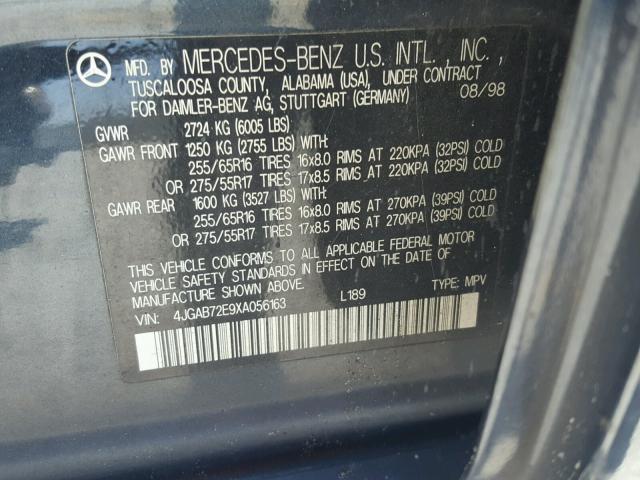 MFD. BY MERCEDES-BENZ U.S. INTL., INC.,
TUSCALOOSA COUNTY, ALABAMA (USA), UNDER CONTRACT
FOR DAIMLER-BENZ AG, STUTTGART (GERMANY) 08/98
GVWR 2724 KG (6005 LBS)
GAWR FRONT 1250 KG (2755 LBS) WITH:
255/65R16 TIRES 16x8.0 RIMS AT 220KPA (32PSI) COLD
OR 275/55R17 TIRES 17x8.5 RIMS AT 220KPA (32PSI) COLD
GAWR REAR 1600 KG (3527 LBS) WITH:
255/65R16 TIRES 16x8.0 RIMS AT 270KPA (39PSI) COLD
OR 275/55R17 TIRES 17x8.5 RIMS AT 270KPA (39PSI) COLD
THIS VEHICLE CONFORMS TO ALL APPLICABLE FEDERAL MOTOR
VEHICLE SAFETY STANDARDS IN EFFECT ON THE DATE OF
MANUFACTURE SHOWN ABOVE.
VIN: 4JGAB72E9XA056163 L189 TYPE: MPV